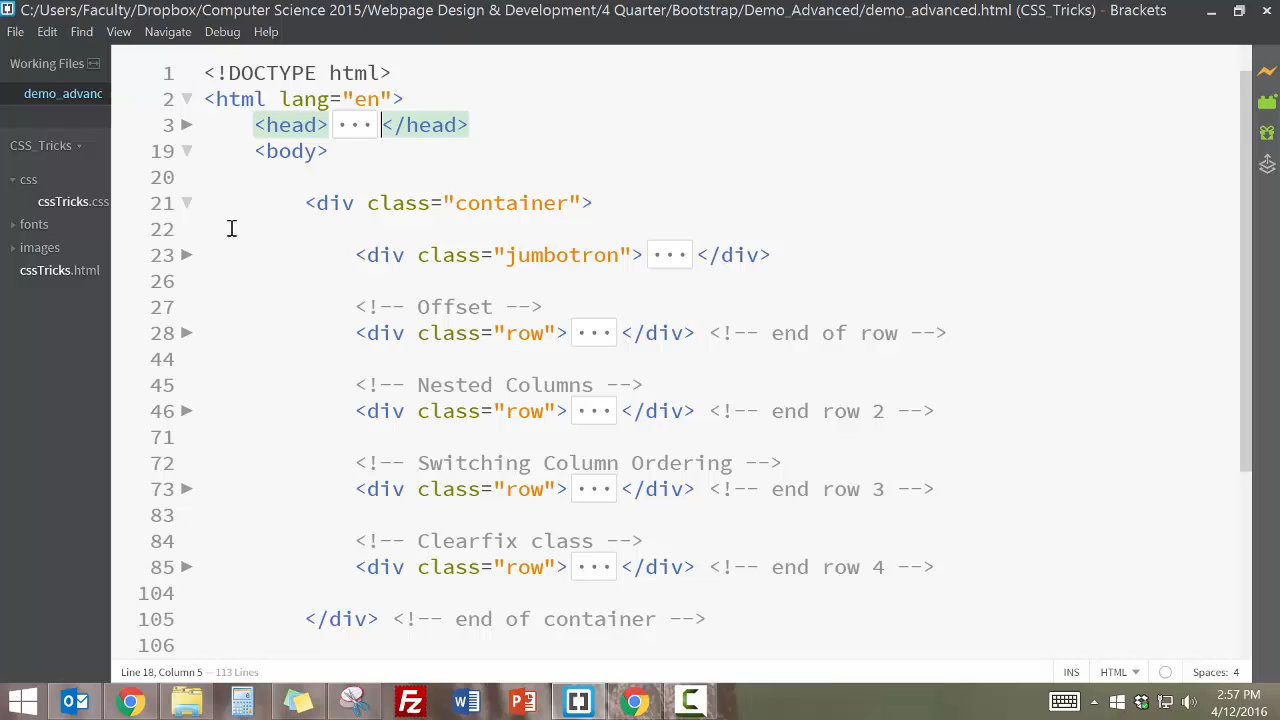 C:/Users/Faculty/Dropbox/Computer Science 2015/Webpage Design & Development/4 Quarter/Bootstrap/Demo_Advanced/demo_advanced.html (CSS_Tricks) - Brackets
File Edit Find View Navigate Debug Help
Working Files
demo_advanc
CSS_Tricks
css
cssTricks.css
fonts
images
cssTricks.html
1 <!DOCTYPE html>
2 <html lang="en">
3 <head>...</head>
19 <body>
20
21 <div class="container">
22
23 <div class="jumbotron">...</div>
26
27 <!-- Offset -->
28 <div class="row">...</div> <!-- end of row -->
44
45 <!-- Nested Columns -->
46 <div class="row">...</div> <!-- end row 2 -->
71
72 <!-- Switching Column Ordering -->
73 <div class="row">...</div> <!-- end row 3 -->
83
84 <!-- Clearfix class -->
85 <div class="row">...</div> <!-- end row 4 -->
104
105 </div> <!-- end of container -->
106
Line 18, Column 5 — 113 Lines
INS HTML Spaces: 4
2:57 PM
4/12/2016